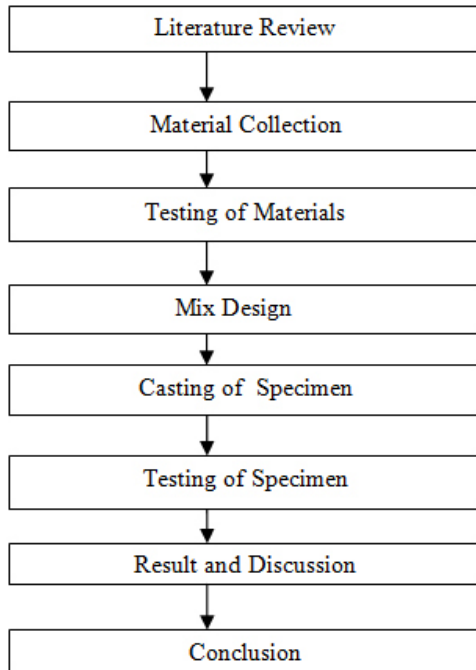 Literature Review
Material Collection
Testing of Materials
Mix Design
Casting of Specimen
Testing of Specimen
Result and Discussion
Conclusion